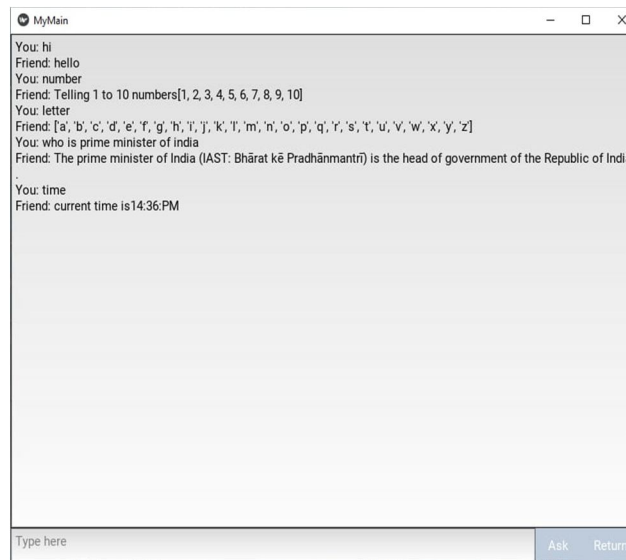 MyMain
You: hi
Friend: hello
You: number
Friend: Telling 1 to 10 numbers[1, 2, 3, 4, 5, 6, 7, 8, 9, 10]
You: letter
Friend: ['a', 'b', 'c', 'd', 'e', 'f', 'g', 'h', 'i', 'j', 'k', 'l', 'm', 'n', 'o', 'p', 'q', 'r', 's', 't', 'u', 'v', 'w', 'x', 'y', 'z']
You: who is prime minister of india
Friend: The prime minister of India (IAST: Bhārat kē Pradhānmantrī) is the head of government of the Republic of Indi
.
You: time
Friend: current time is14:36:PM
Type here
Ask Return